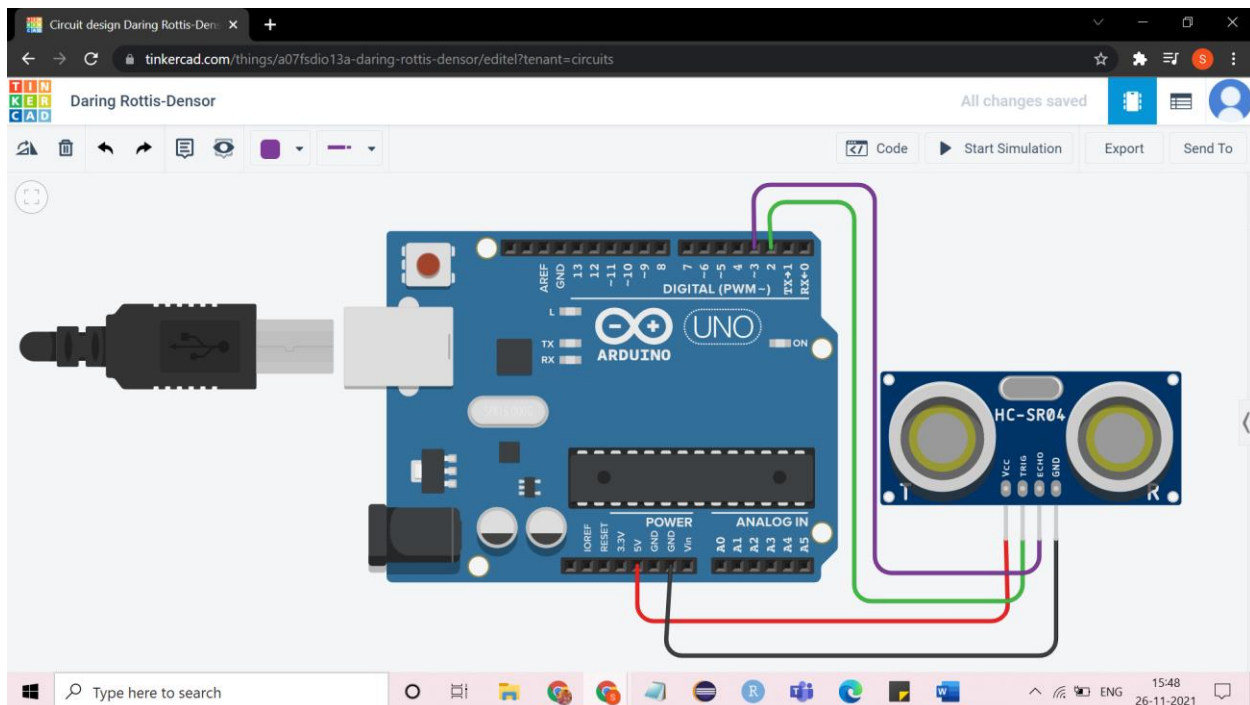 Circuit design Daring Rottis-Den
tinkercad.com/things/a07fsdio13a-daring-rottis-densor/editel?tenant=circuits
S
TIN
KER
CAD
Daring Rottis-Densor
All changes saved
Code
Start Simulation
Export
Send To
AREF
GND
13
12
~11
~10
~9
8
7
~6
~5
4
~3
2
TX→1
RX←0
DIGITAL (PWM~)
L
TX
RX
ARDUINO
UNO
ON
HC-SR04
Vcc
TRIG
ECHO
GND
T
R
POWER
ANALOG IN
IOREF
RESET
3.3V
5V
GND
GND
Vin
A0
A1
A2
A3
A4
A5
Type here to search
R
ENG
15:48
26-11-2021